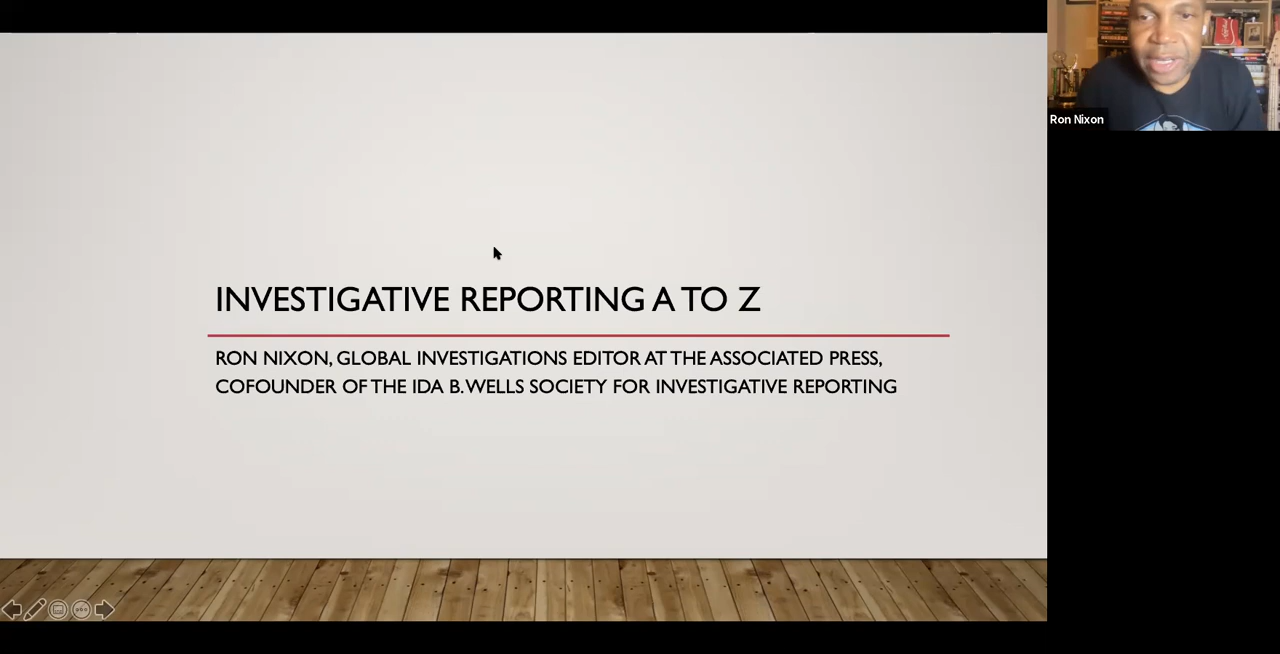 INVESTIGATIVE REPORTING A TO Z
RON NIXON, GLOBAL INVESTIGATIONS EDITOR AT THE ASSOCIATED PRESS,
COFOUNDER OF THE IDA B. WELLS SOCIETY FOR INVESTIGATIVE REPORTING
Ron Nixon